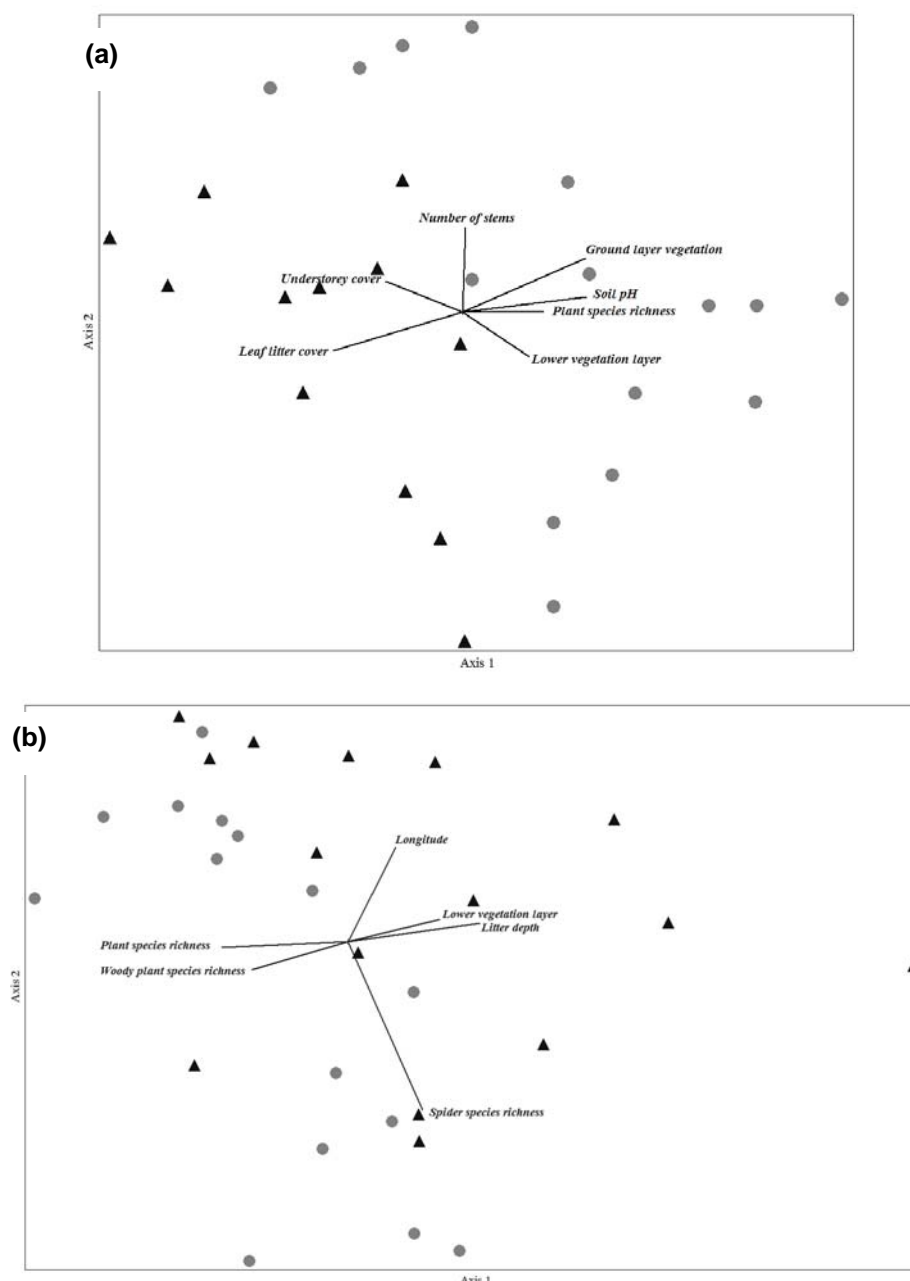 (a)
Number of stems
Ground layer vegetation
Understorey cover
Soil pH
Plant species richness
Leaf litter cover
Lower vegetation layer
Axis 2
Axis 1
(b)
Longitude
Lower vegetation layer
Litter depth
Plant species richness
Woody plant species richness
Axis 2
Spider species richness
Axis 1